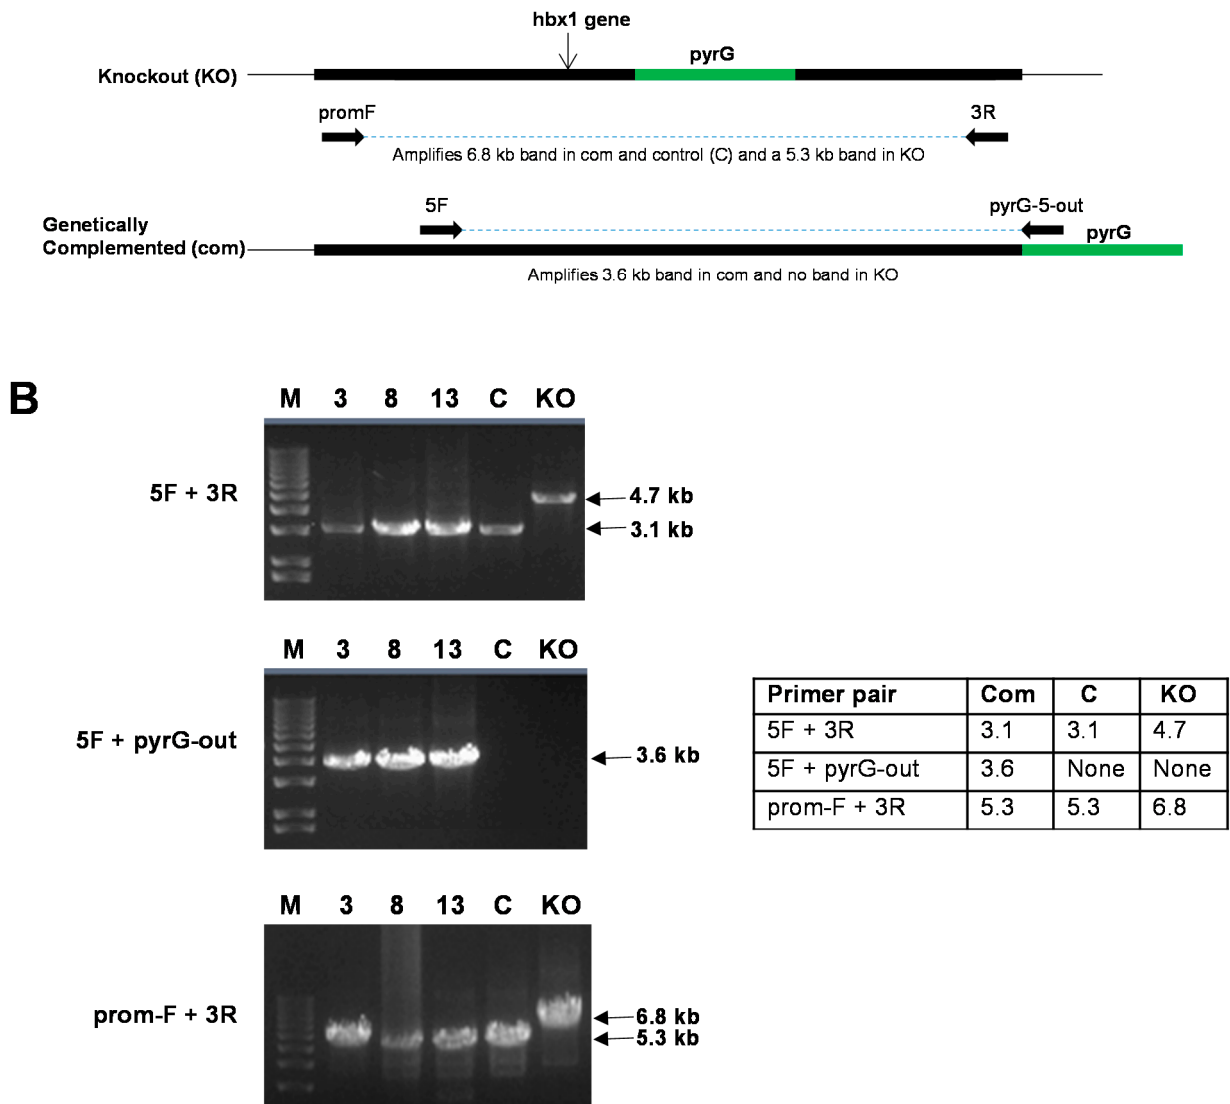 hbx1 gene
pyrG
Knockout (KO)
promF
3R
Amplifies 6.8 kb band in com and control (C) and a 5.3 kb band in KO
5F
pyrG-5-out
Genetically
Complemented (com)
pyrG
Amplifies 3.6 kb band in com and no band in KO
B
M 3 8 13 C KO
5F + 3R
4.7 kb
3.1 kb
M 3 8 13 C KO
5F + pyrG-out
3.6 kb
Primer pair Com C KO
5F + 3R 3.1 3.1 4.7
5F + pyrG-out 3.6 None None
prom-F + 3R 5.3 5.3 6.8
M 3 8 13 C KO
prom-F + 3R
6.8 kb
5.3 kb